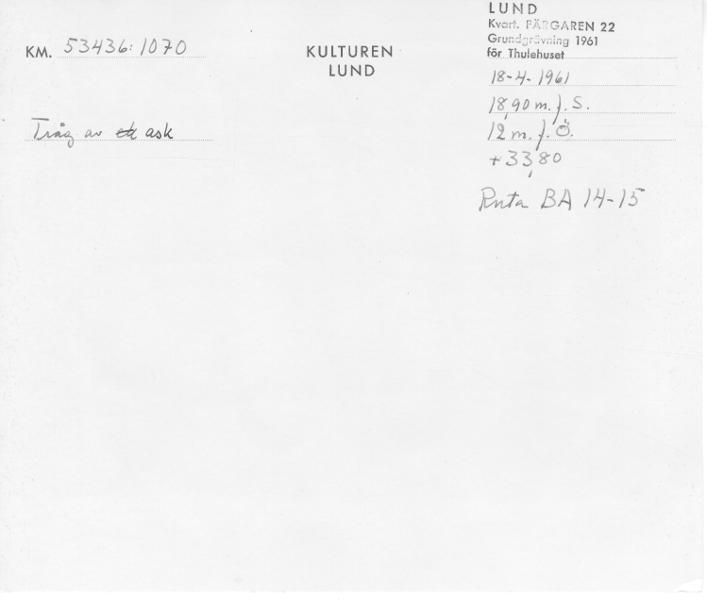 KM. 53436:1070
Tråg av ek ask
KULTUREN
LUND
LUND
Kvart. FÄRGAREN 22
Grundgrävning 1961
för Thulehuset
18-4-1961
18,90 m. f. S.
12 m. f. Ö.
+33,80
Ruta BA 14-15